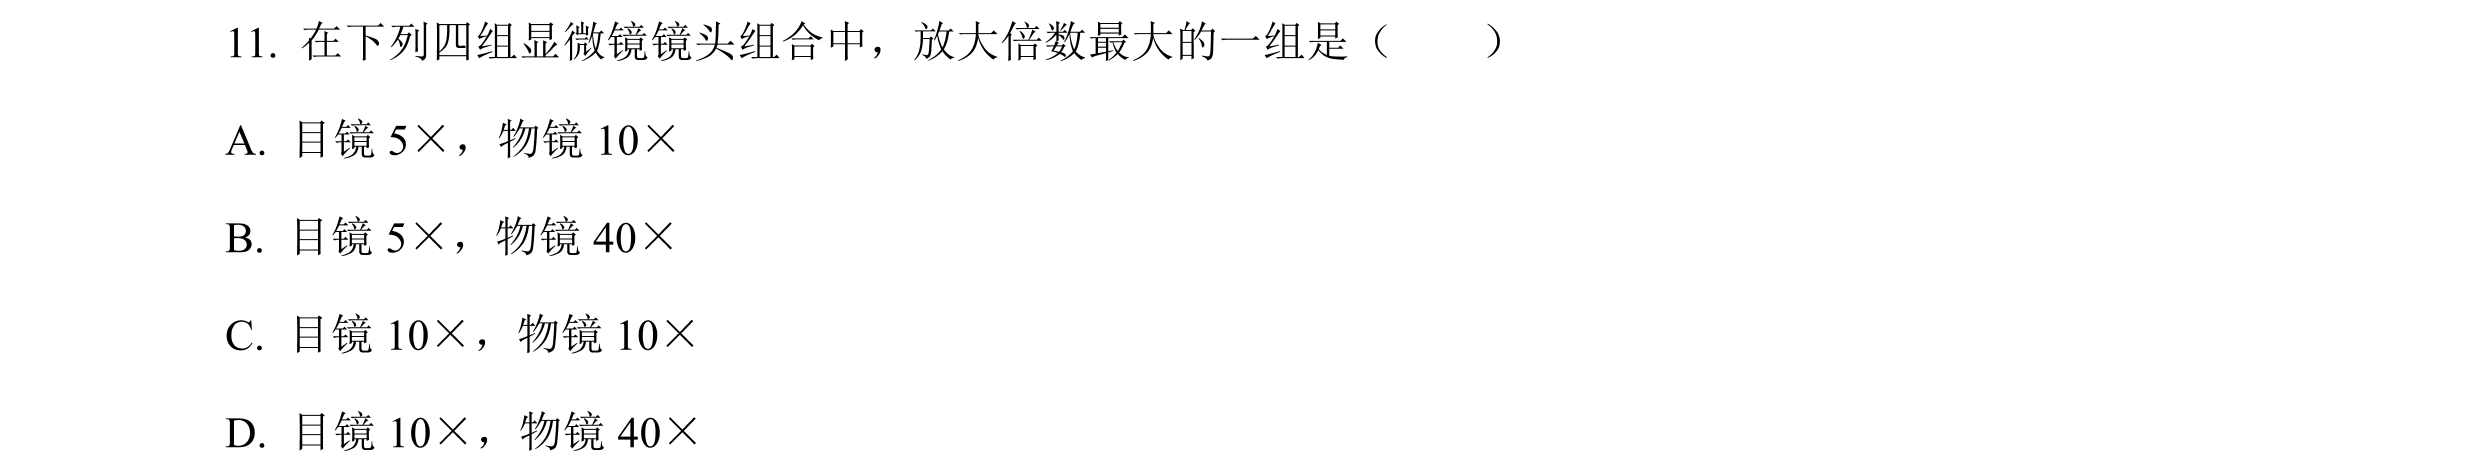 11. 在下列四组显微镜镜头组合中，放大倍数最大的一组是（　　）
A. 目镜 5×，物镜 10×
B. 目镜 5×，物镜 40×
C. 目镜 10×，物镜 10×
D. 目镜 10×，物镜 40×